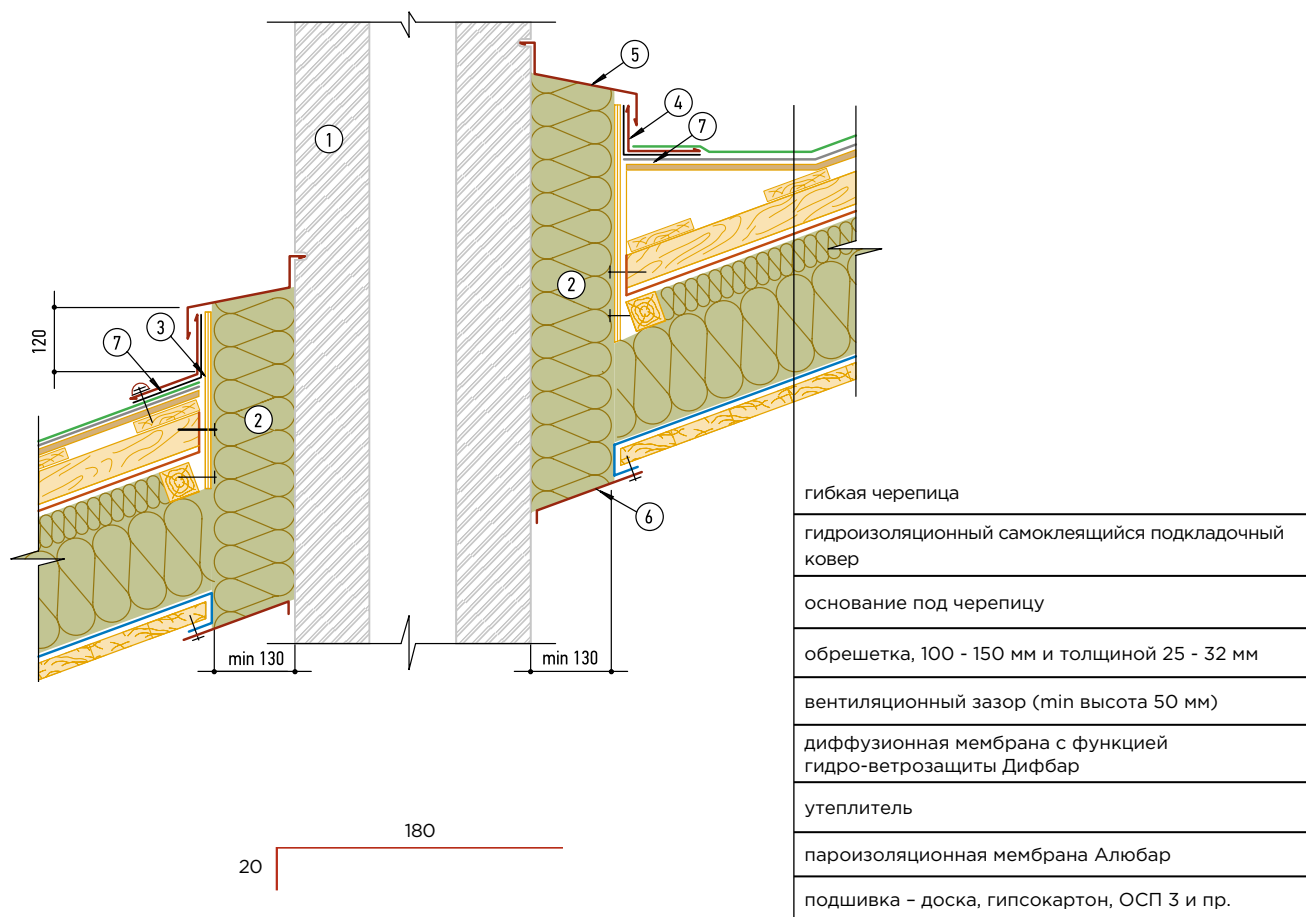 5
4
7
1
2
3
7
120
2
6
min 130
min 130
гибкая черепица
гидроизоляционный самоклеящийся подкладочный
ковер
основание под черепицу
обрешетка, 100 - 150 мм и толщиной 25 - 32 мм
вентиляционный зазор (min высота 50 мм)
диффузионная мембрана с функцией
гидро-ветрозащиты Дифбар
утеплитель
пароизоляционная мембрана Алюбар
подшивка – доска, гипсокартон, ОСП 3 и пр.
180
20